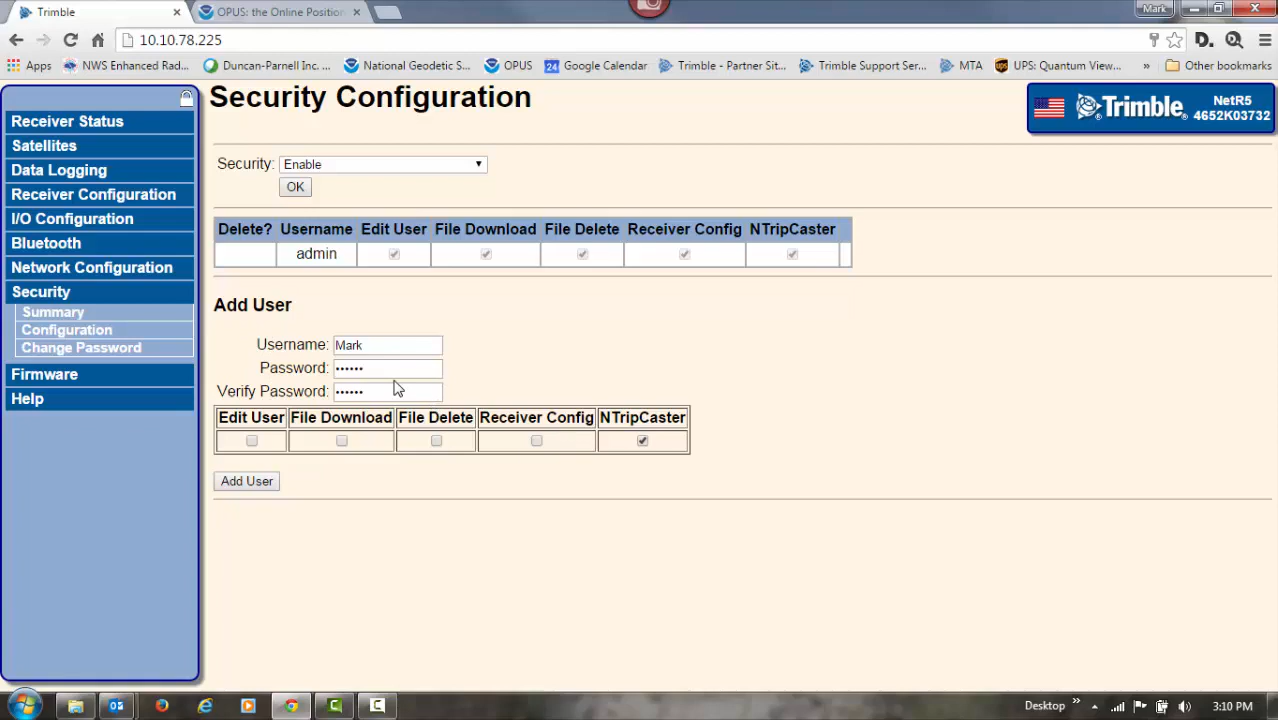 Trimble
OPUS: the Online Position
Mark
10.10.78.225
Apps
NWS Enhanced Rad...
Duncan-Parnell Inc. ...
National Geodetic S...
OPUS
24
Google Calendar
Trimble - Partner Sit...
Trimble Support Ser...
MTA
UPS: Quantum View...
»
Other bookmarks
Security Configuration
Trimble.
NetR5
4652K03732
Receiver Status
Satellites
Data Logging
Receiver Configuration
I/O Configuration
Bluetooth
Network Configuration
Security
Summary
Configuration
Change Password
Firmware
Help
Security: Enable
OK
Delete? Username Edit User File Download File Delete Receiver Config NTripCaster
admin
Add User
Username: Mark
Password: ••••••
Verify Password: ••••••
Edit User File Download File Delete Receiver Config NTripCaster
Add User
Desktop »
3:10 PM